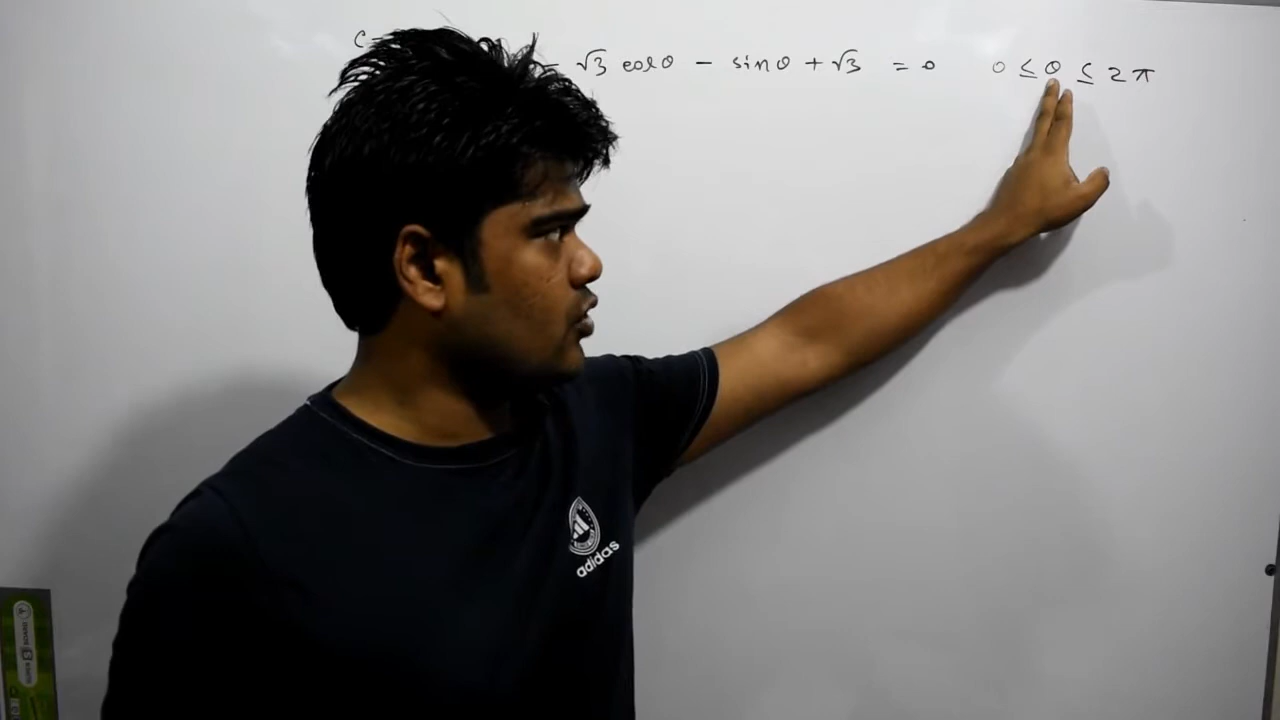 c= - √3 cosθ - sinθ + √3 = 0 0 ≤ θ ≤ 2π
adidas